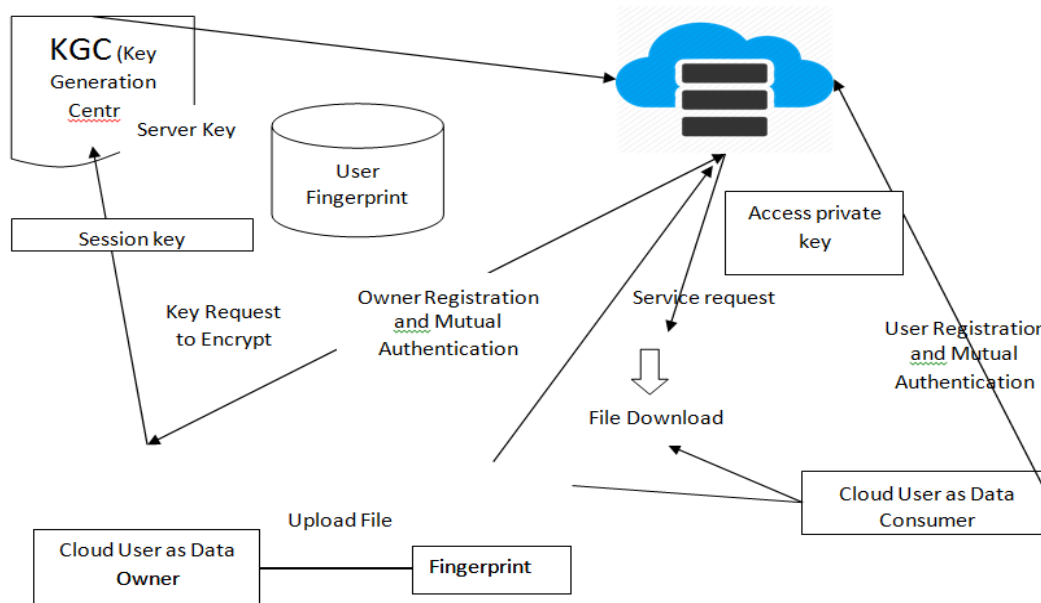 KGC (Key
Generation
Centr
Server Key
User
Fingerprint
Access private
key
Session key
Key Request
to Encrypt
Owner Registration
and Mutual
Authentication
Service request
User Registration
and Mutual
Authentication
File Download
Cloud User as Data
Consumer
Upload File
Cloud User as Data
Owner
Fingerprint